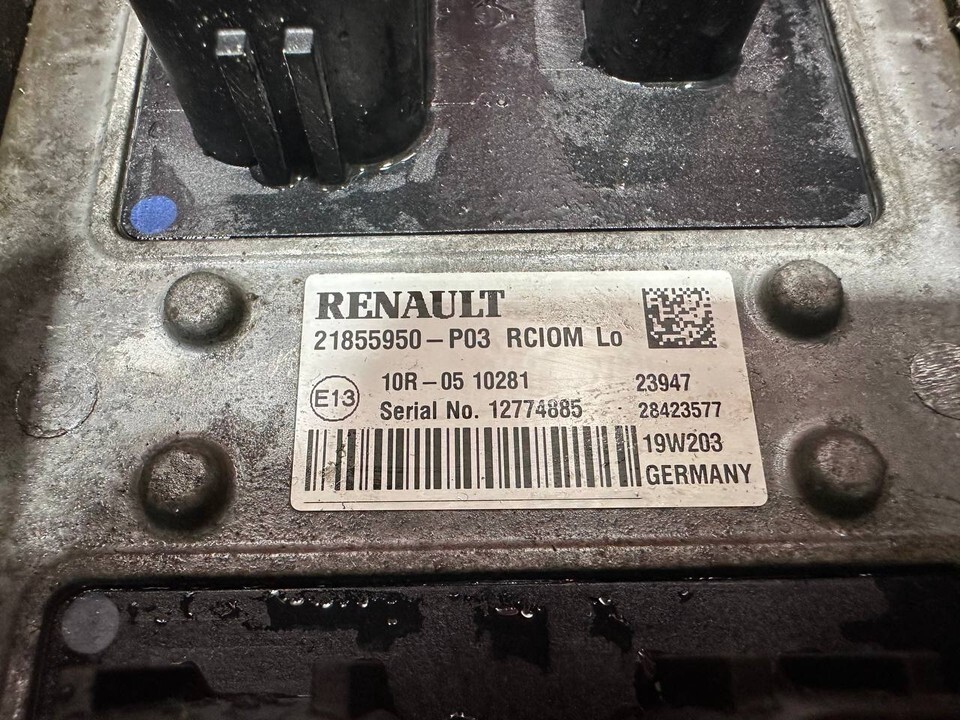 RENAULT
21855950-P03 RCIOM Lo
E13
10R-05 10281
23947
Serial No. 12774885
28423577
19W203
GERMANY